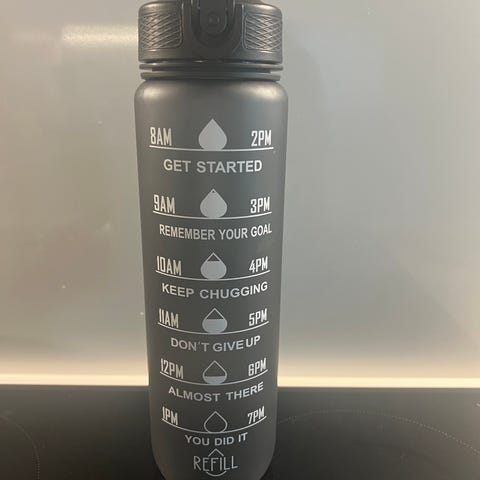 8AM 2PM
GET STARTED
9AM 3PM
REMEMBER YOUR GOAL
10AM 4PM
KEEP CHUGGING
11AM 5PM
DON'T GIVE UP
12PM 6PM
ALMOST THERE
1PM 7PM
YOU DID IT
REFILL